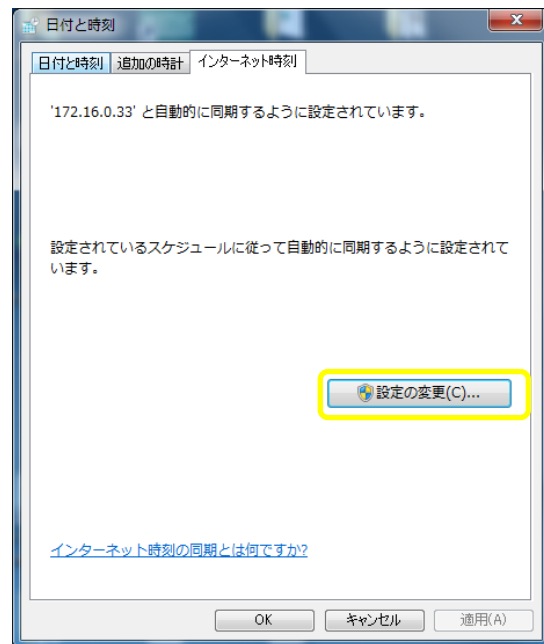 日付と時刻
日付と時刻 追加の時計 インターネット時刻
'172.16.0.33' と自動的に同期するように設定されています。
設定されているスケジュールに従って自動的に同期するように設定されて
います。
設定の変更(C)...
インターネット時刻の同期とは何ですか?
OK キャンセル 適用(A)